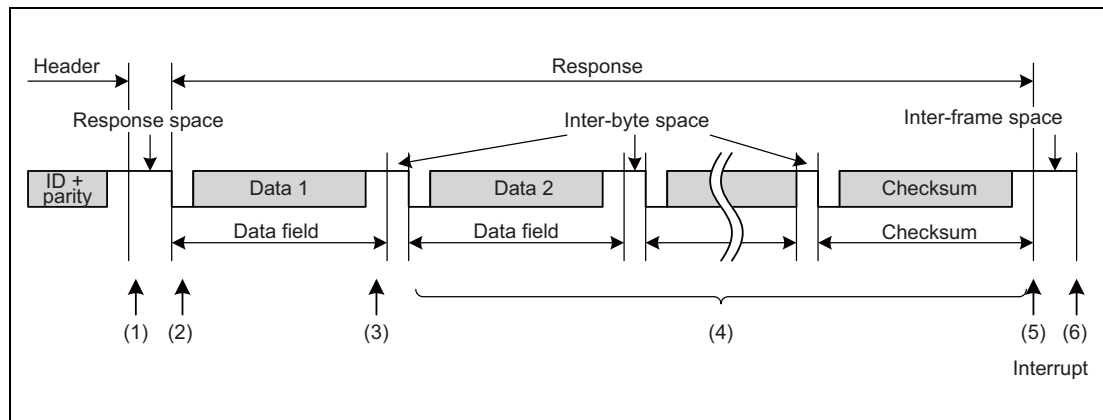 Header
Response
Response space
Inter-byte space
Inter-frame space
ID +
parity
Data 1
Data 2
Checksum
Data field
Data field
Checksum
(1)
(2)
(3)
(4)
(5)
(6)
Interrupt